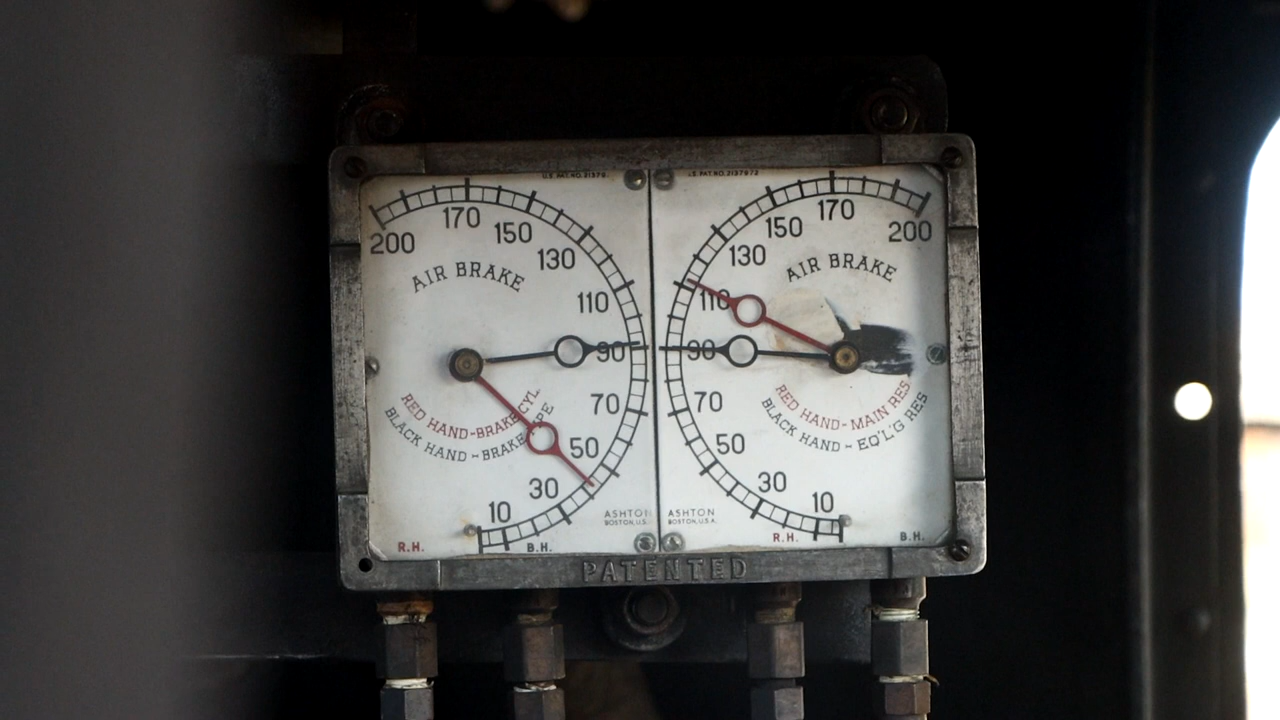 U.S. PAT. NO. 21379
200 170 150 130 110 90 70 50 30 10
AIR BRAKE
RED HAND-BRAKE CYL
BLACK HAND-BRAKE
ASHTON
BOSTON, U.S.
R.H. B.H.
U.S. PAT. NO. 2137972
10 30 50 70 90 110 130 150 170 200
AIR BRAKE
RED HAND-MAIN RES
BLACK HAND-EQ'L'G RES
ASHTON
BOSTON, U.S.A.
R.H. B.H.
PATENTED